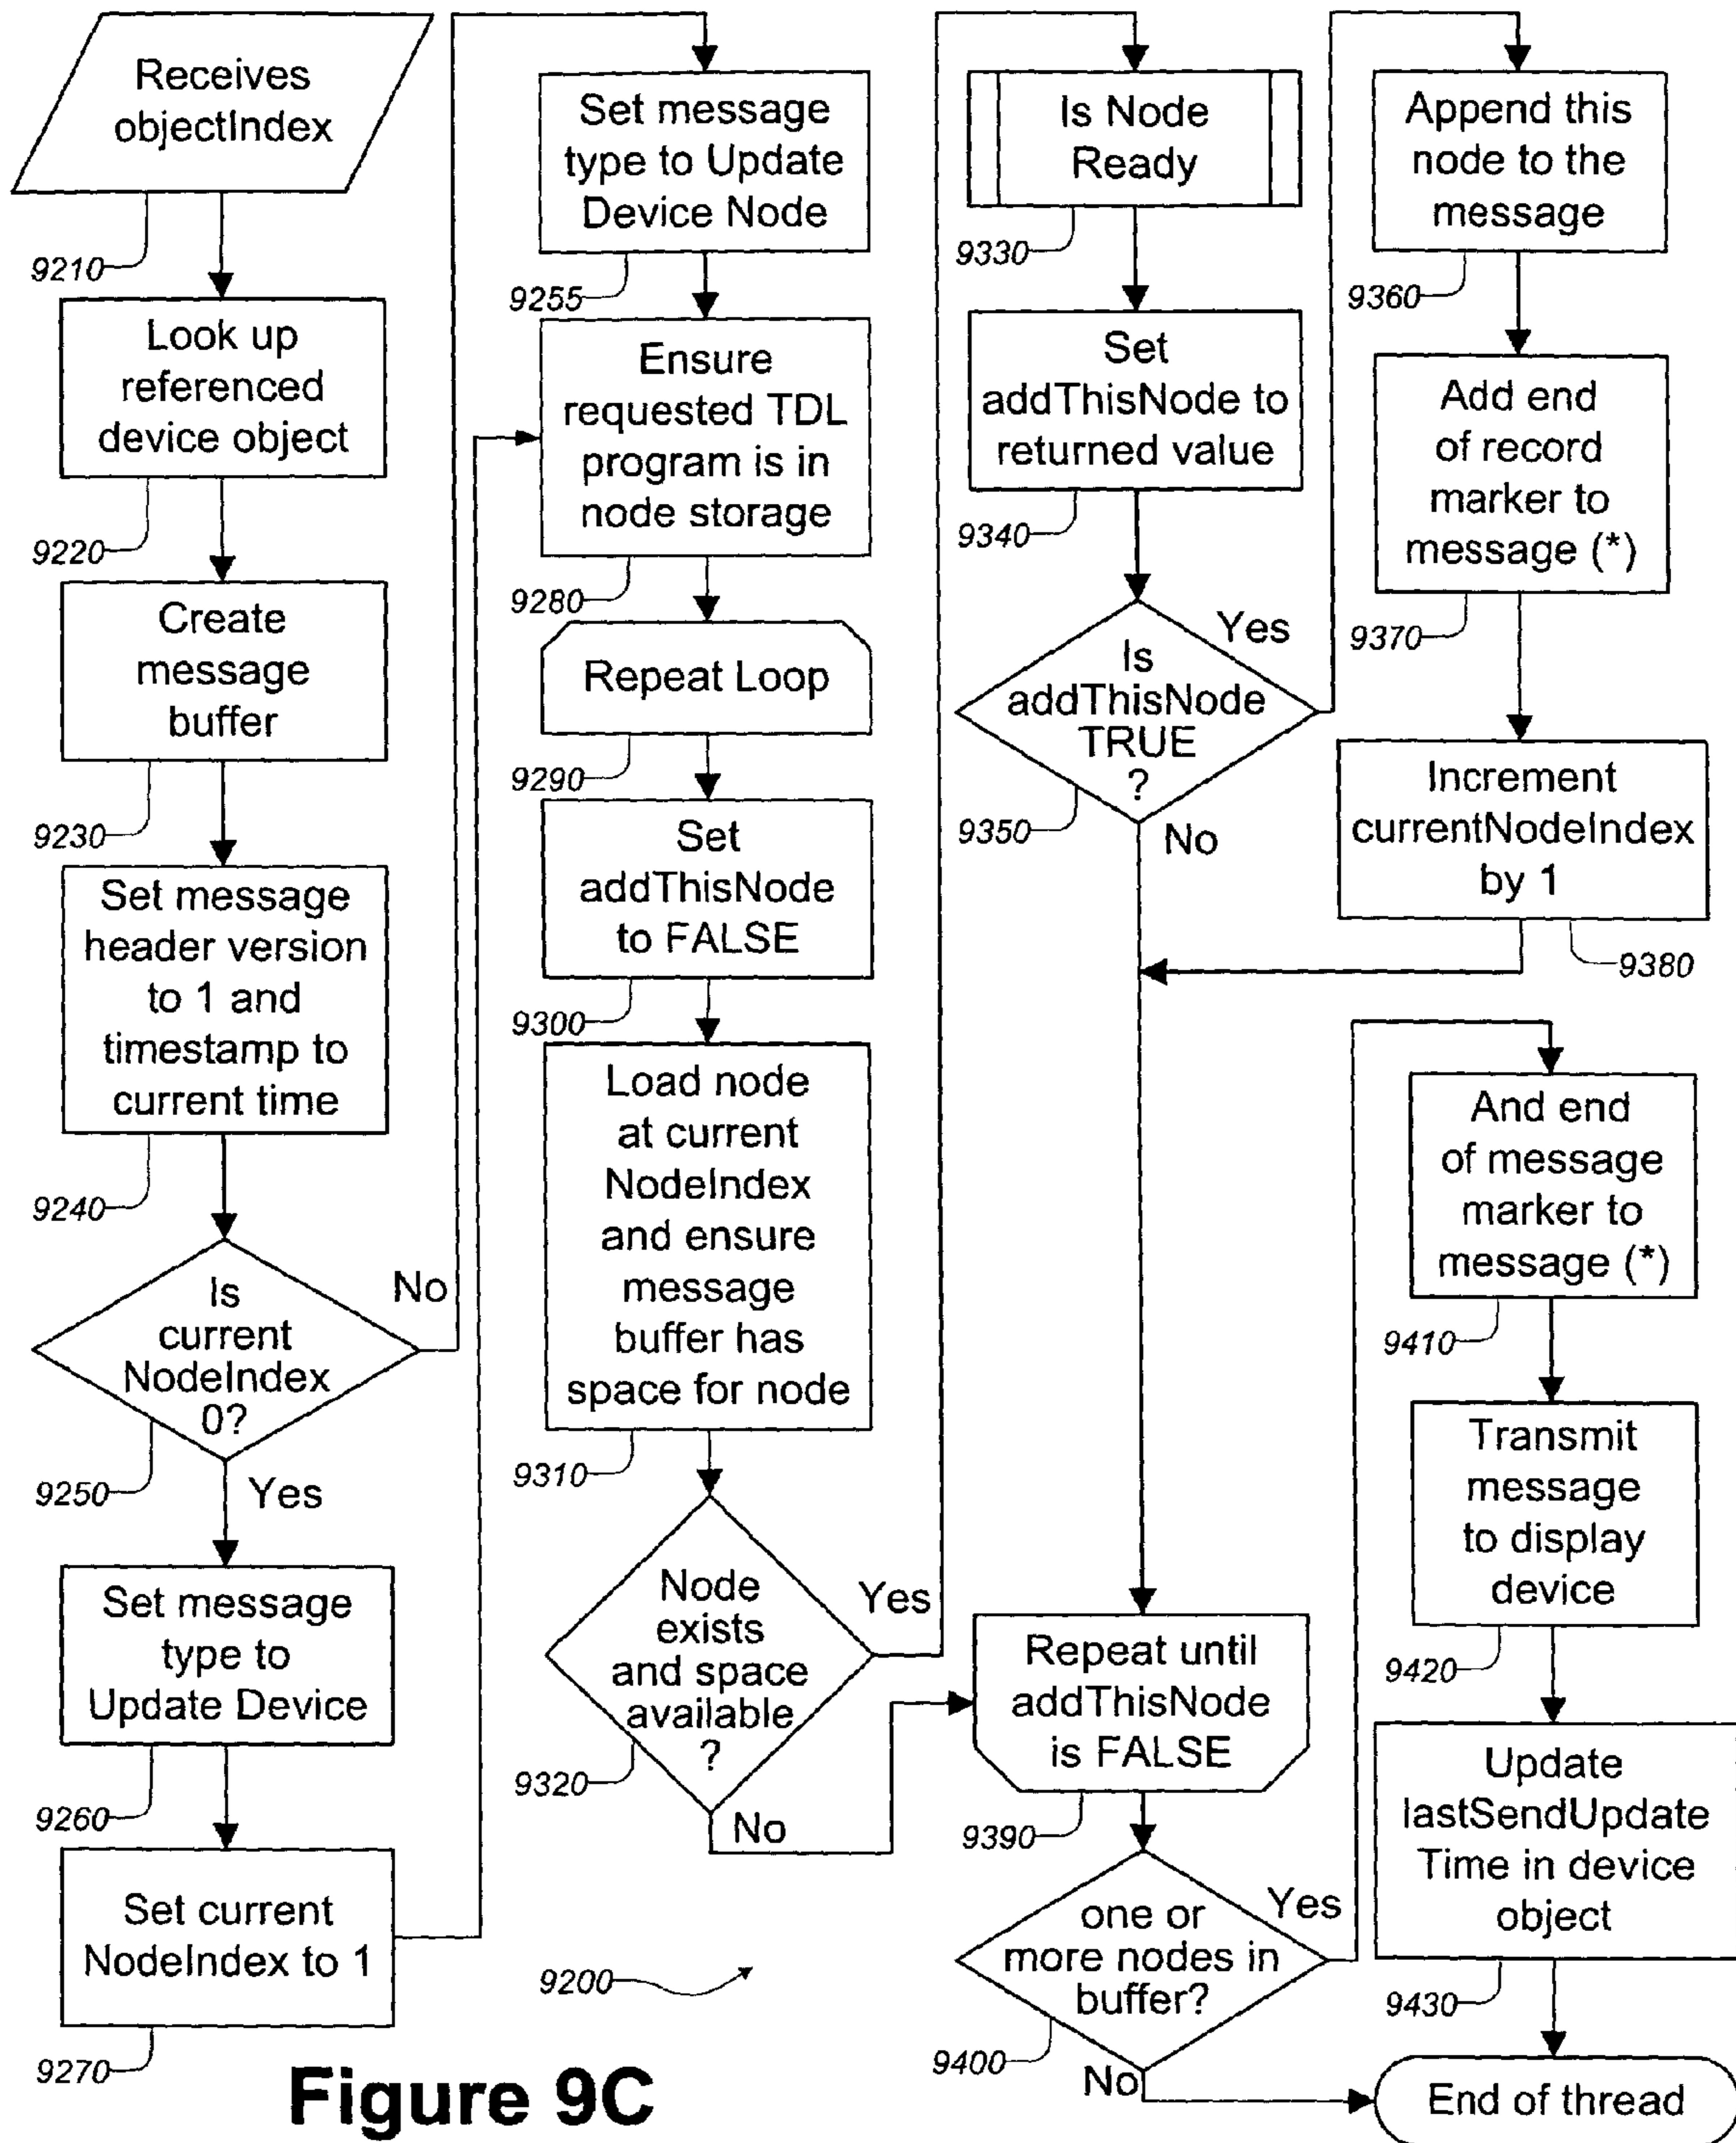 Receives
objectIndex
9210
Look up
referenced
device object
9220
Create
message
buffer
9230
Set message
header version
to 1 and
timestamp to
current time
9240
Is
current
NodeIndex
0?
No
9250
Yes
Set message
type to
Update Device
9260
Set current
NodeIndex to 1
9270
Set message
type to Update
Device Node
9255
Ensure
requested TDL
program is in
node storage
9280
Repeat Loop
9290
Set
addThisNode
to FALSE
9300
Load node
at current
NodeIndex
and ensure
message
buffer has
space for node
9310
Node
exists
and space
available
?
Yes
9320
No
9200
Is Node
Ready
9330
Set
addThisNode to
returned value
9340
Is
addThisNode
TRUE
?
Yes
9350
No
Repeat until
addThisNode
is FALSE
9390
one or
more nodes in
buffer?
Yes
9400
No
Append this
node to the
message
9360
Add end
of record
marker to
message (*)
9370
Increment
currentNodeIndex
by 1
9380
And end
of message
marker to
message (*)
9410
Transmit
message
to display
device
9420
Update
lastSendUpdate
Time in device
object
9430
End of thread
Figure 9C